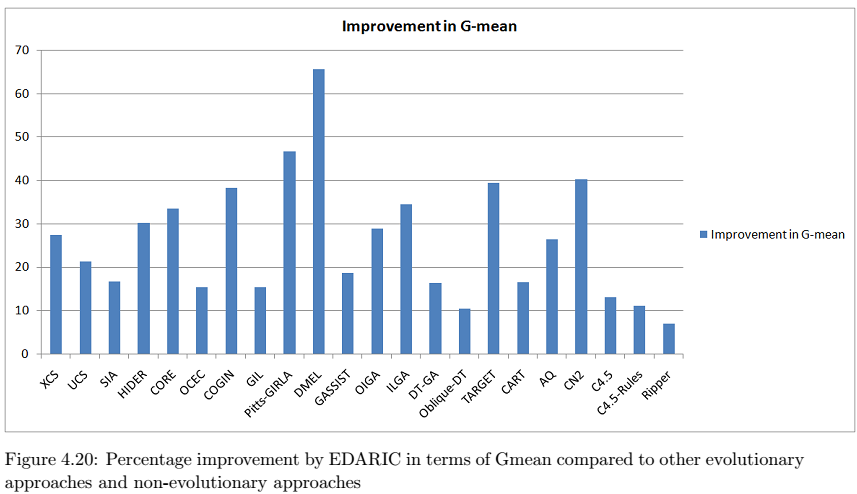 Improvement in G-mean
70
60
50
40
30
20
10
0
XCS
UCS
SIA
HIDER
CORE
OCEC
COGIN
GIL
Pitts-GIRLA
DMEL
GASSIST
OIGA
ILGA
DT-GA
Oblique-DT
TARGET
CART
AQ
CN2
C4.5
C4.5-Rules
Ripper
Improvement in G-mean
Figure 4.20: Percentage improvement by EDARIC in terms of Gmean compared to other evolutionary
approaches and non-evolutionary approaches